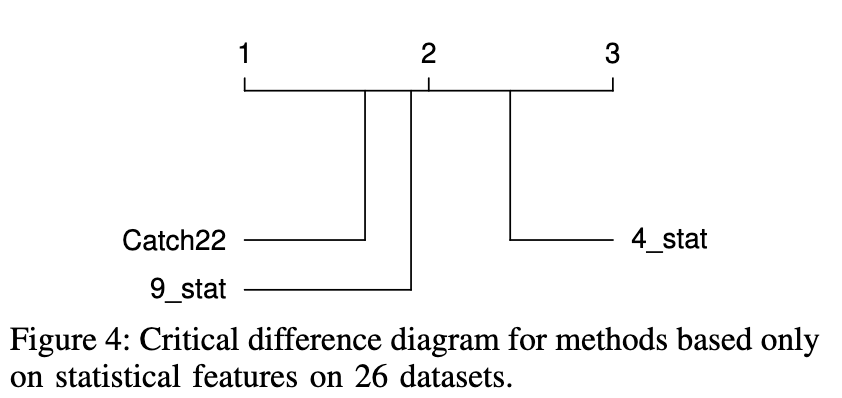 1 2 3
Catch22 4_stat
9_stat
Figure 4: Critical difference diagram for methods based only
on statistical features on 26 datasets.